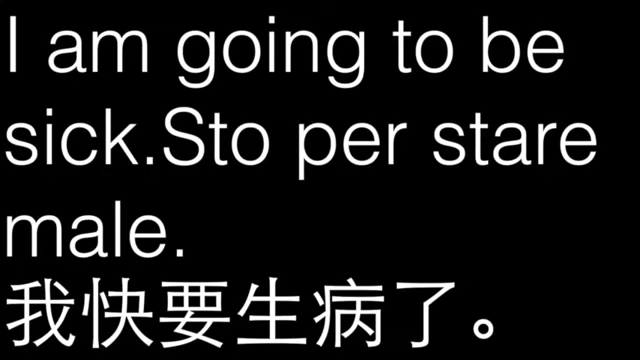 I am going to be
sick.Sto per stare
male.
我快要生病了。